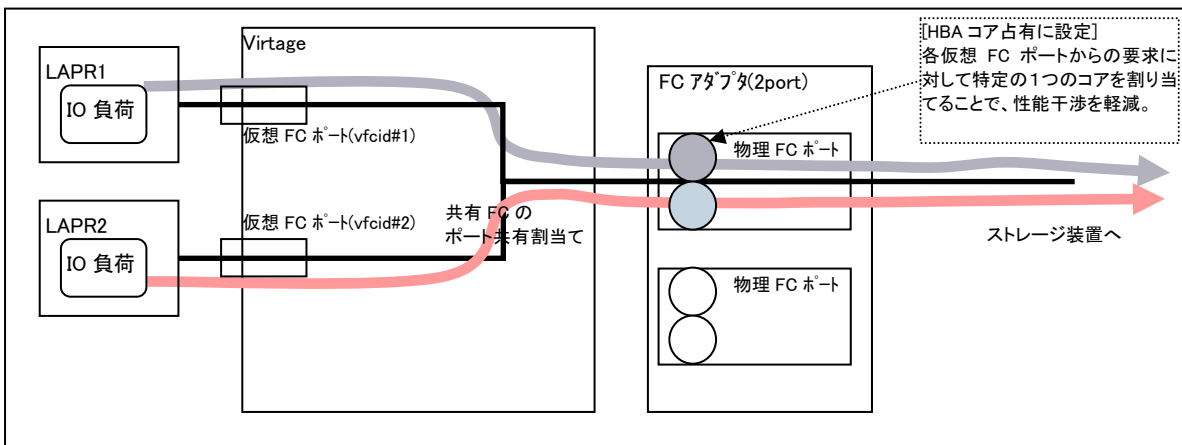 Virtage
LAPR1
IO 負荷
仮想 FC ポート(vfcid#1)
LAPR2
IO 負荷
仮想 FC ポート(vfcid#2)
共有 FC の
ポート共有割当て
FC アダプタ(2port)
物理 FC ポート
物理 FC ポート
[HBA コア占有に設定]
各仮想 FC ポートからの要求に
対して特定の1つのコアを割り当
てることで、性能干渉を軽減。
ストレージ装置へ